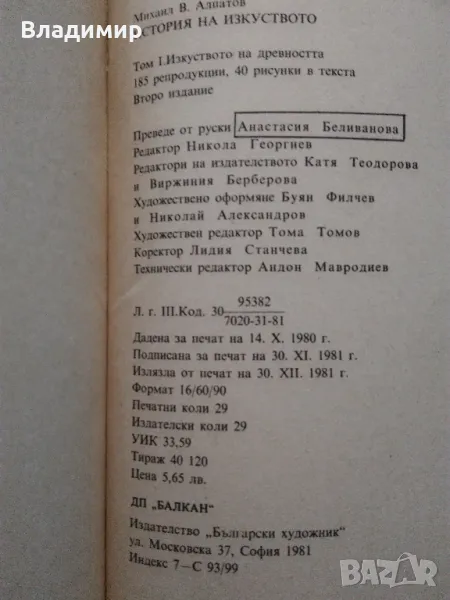 Владимир
Михаил В. Алпатов
ИСТОРИЯ НА ИЗКУСТВОТО
Том I.Изкуството на древността
185 репродукции, 40 рисунки в текста
Второ издание
Преведе от руски Анастасия Беливанова
Редактор Никола Георгиев
Редактори на издателството Катя Теодорова
и Виржиния Берберова
Художествено оформяне Буян Филчев
и Николай Александров
Художествен редактор Тома Томов
Коректор Лидия Станчева
Технически редактор Андон Мавродиев
95382
Л. г. III.Код. 30
7020-31-81
Дадена за печат на 14. X. 1980 г.
Подписана за печат на 30. XI. 1981 г.
Излязда от печат на 30. XII. 1981 г.
Формат 16/60/90
Печатни коли 29
Издателски коли 29
УИК 33,59
Тираж 40 120
Цена 5,65 лв.
ДП „БАЛКАН“
Издателство „Български художник“
ул. Московска 37, София 1981
Индекс 7—С 93/99
BAZAR